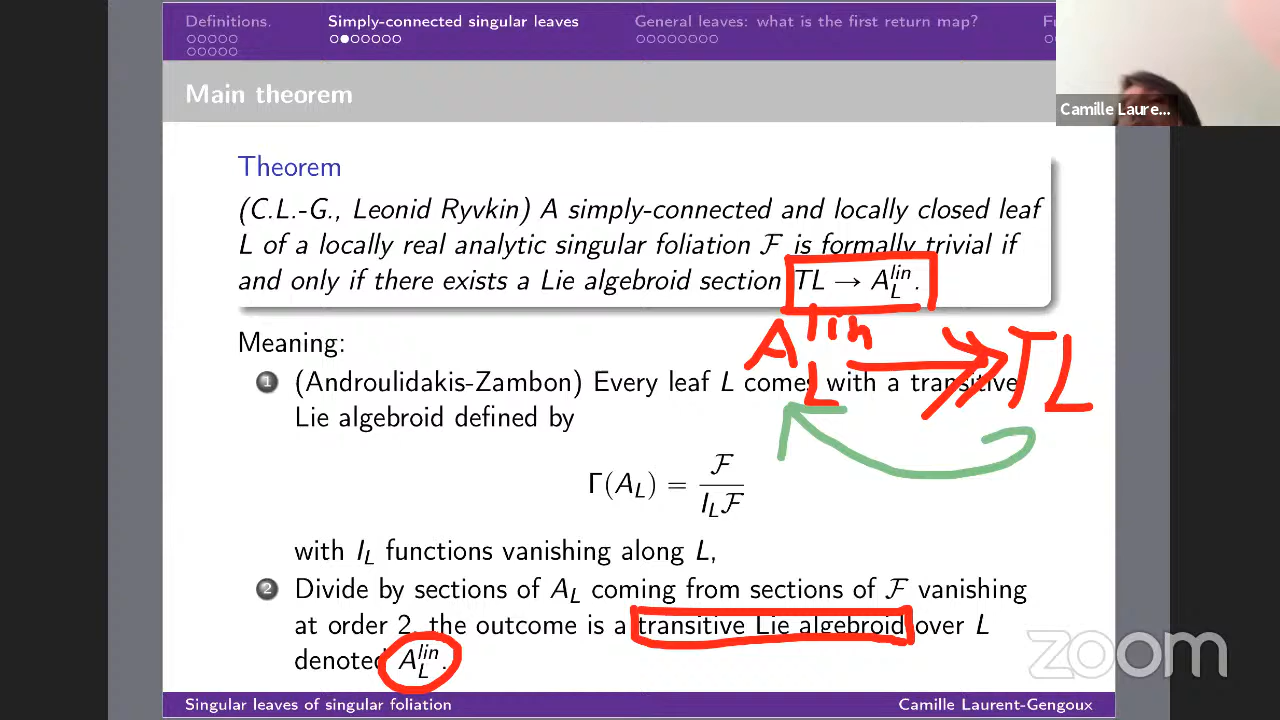 Definitions.
Simply-connected singular leaves
General leaves: what is the first return map?
Main theorem
Camille Laure...
Theorem
(C.L.-G., Leonid Ryvkin) A simply-connected and locally closed leaf
L of a locally real analytic singular foliation F is formally trivial if
and only if there exists a Lie algebroid section TL → A_L^lin.
A_L^lin ↠ TL
Meaning:
1 (Androulidakis-Zambon) Every leaf L comes with a transitive
Lie algebroid defined by
Γ(A_L) = F / I_L F
with I_L functions vanishing along L,
2 Divide by sections of A_L coming from sections of F vanishing
at order 2, the outcome is a transitive Lie algebroid over L
denoted A_L^lin.
zoom
Singular leaves of singular foliation
Camille Laurent-Gengoux